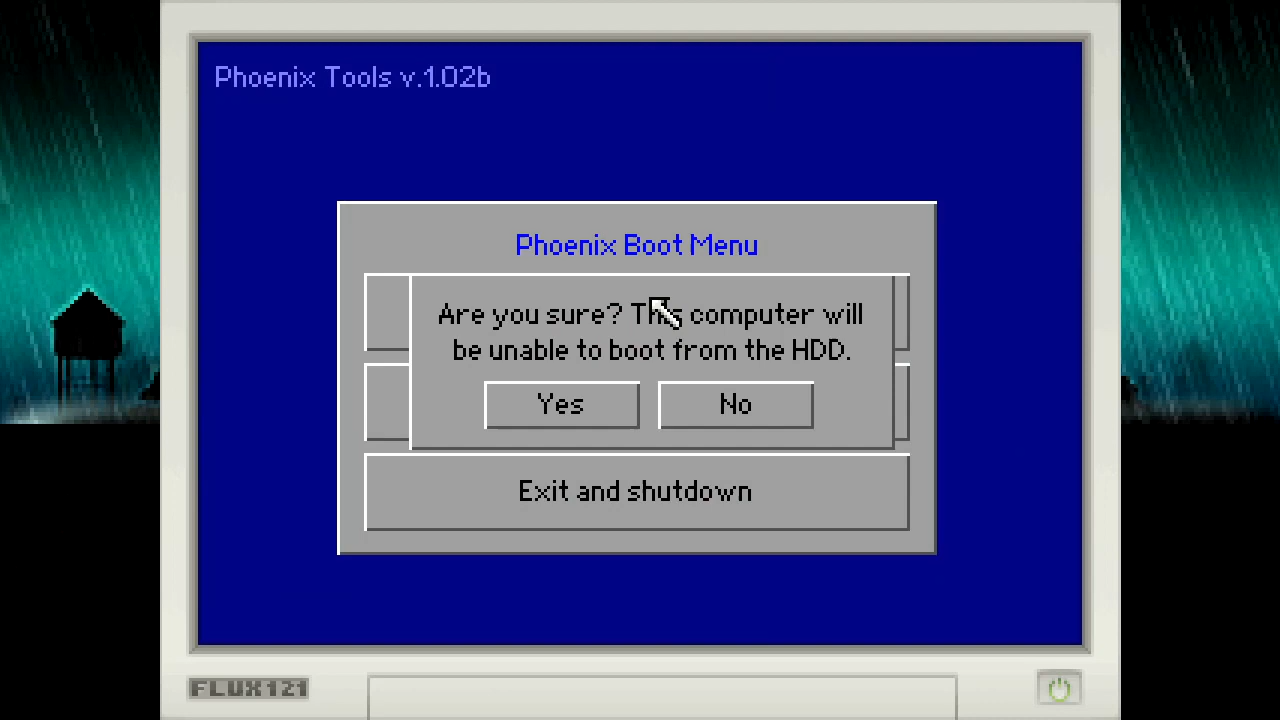 Phoenix Tools v.1.02b
Phoenix Boot Menu
Are you sure? This computer will
be unable to boot from the HDD.
Yes
No
Exit and shutdown
FLUX121